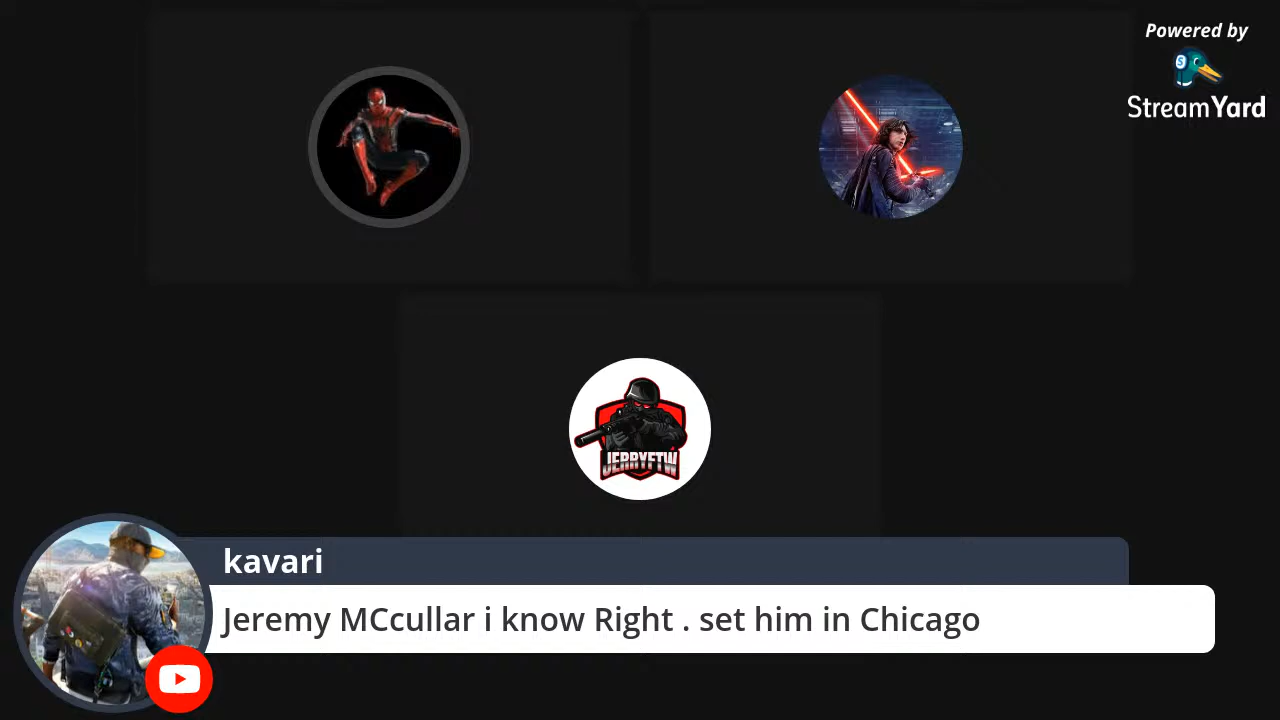 Powered by
StreamYard
JERRYFTW
kavari
Jeremy MCcullar i know Right . set him in Chicago